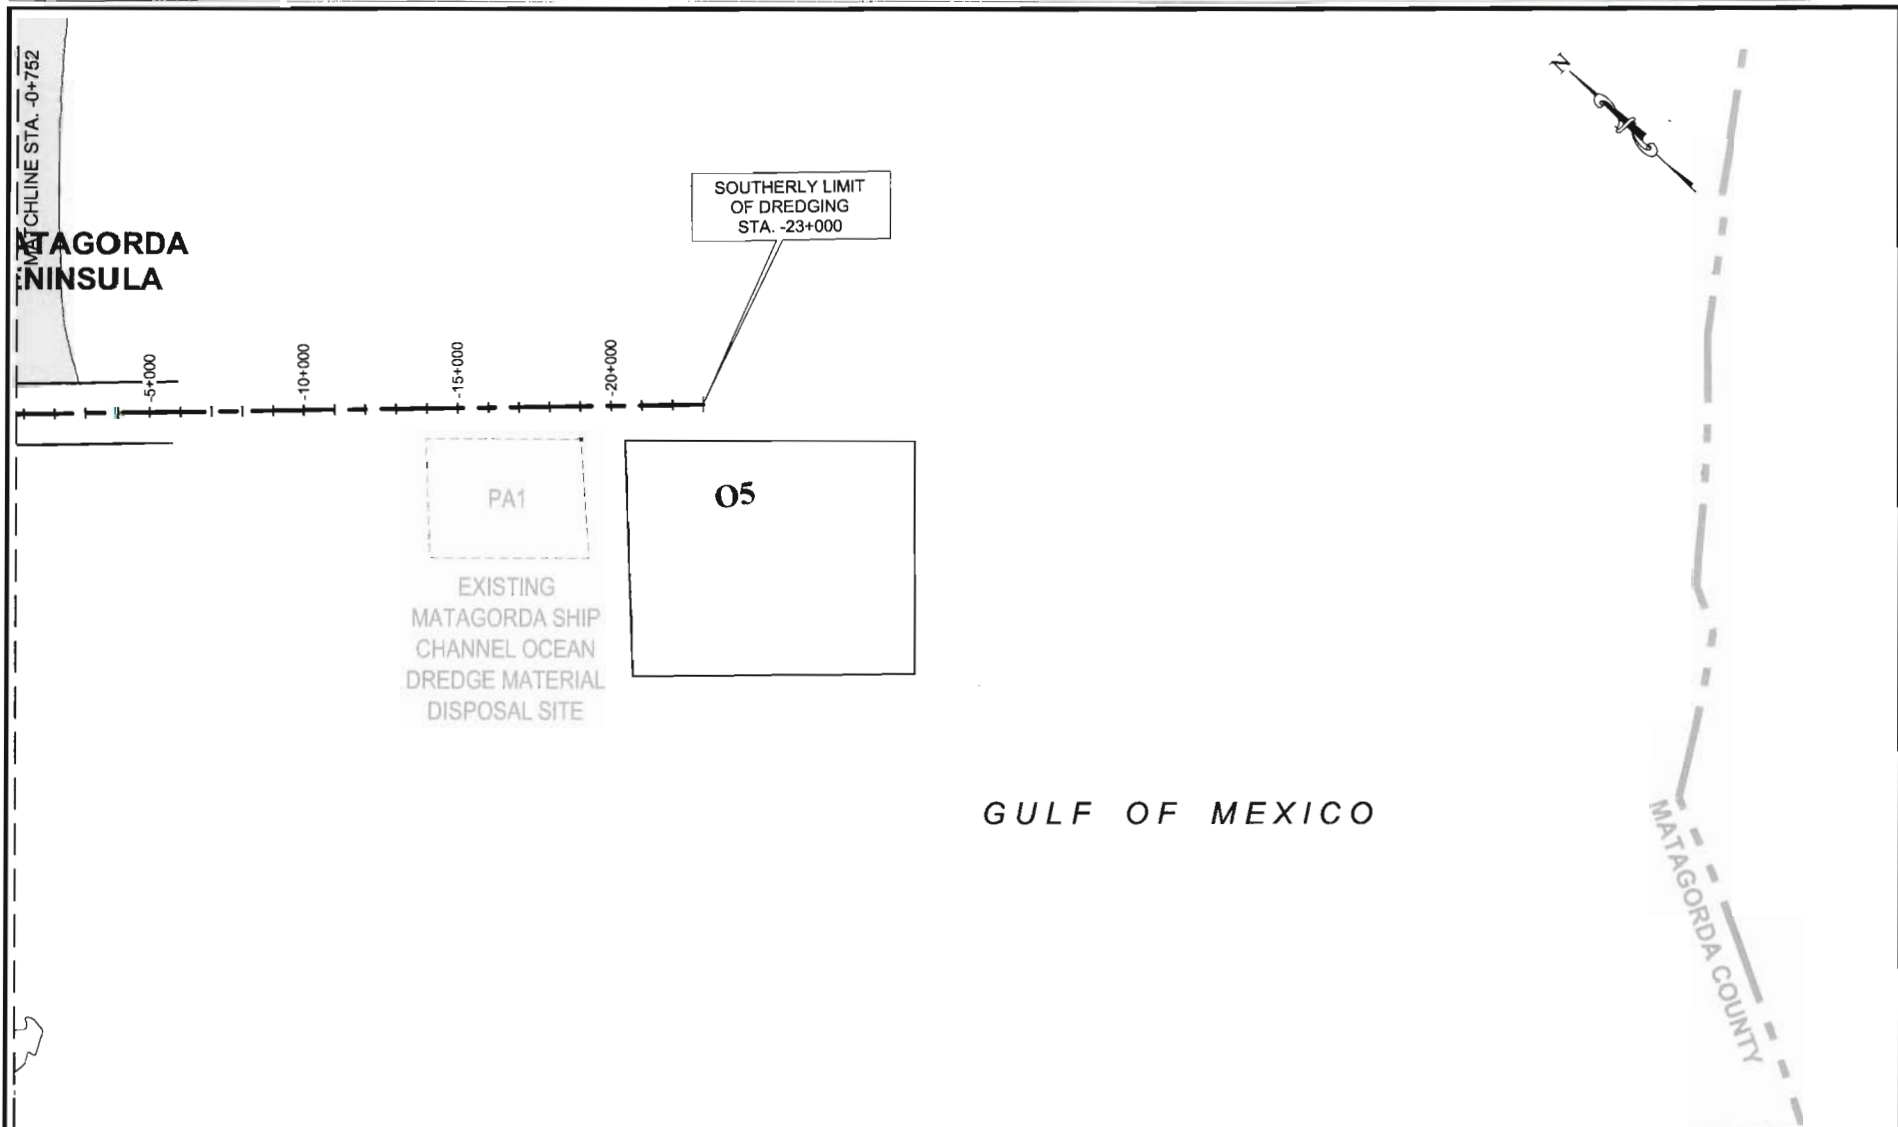 MATCHLINE STA. -0+752
N
SOUTHERLY LIMIT
OF DREDGING
STA. -23+000
ATAGORDA
ENINSULA
-5+000
-10+000
-15+000
-20+000
PA1
O5
EXISTING
MATAGORDA SHIP
CHANNEL OCEAN
DREDGE MATERIAL
DISPOSAL SITE
GULF OF MEXICO
MATAGORDA COUNTY